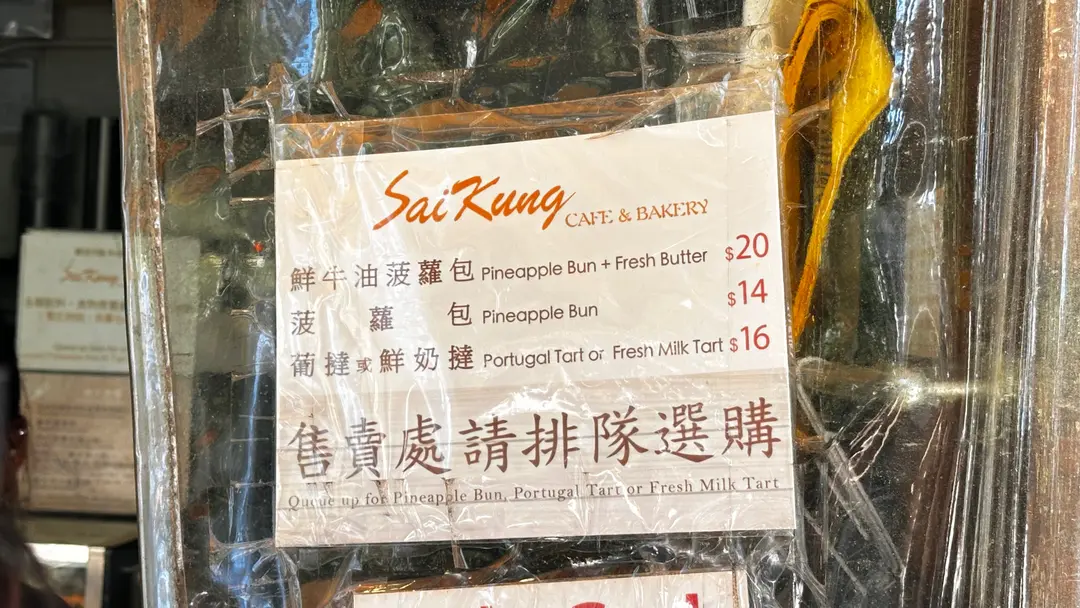 Sai Kung CAFE & BAKERY
鮮牛油菠蘿包 Pineapple Bun + Fresh Butter $20
菠蘿包 Pineapple Bun $14
葡撻或鮮奶撻 Portugal Tart or Fresh Milk Tart $16
售賣處請排隊選購
Queue up for Pineapple Bun, Portugal Tart or Fresh Milk Tart
Sai Kung